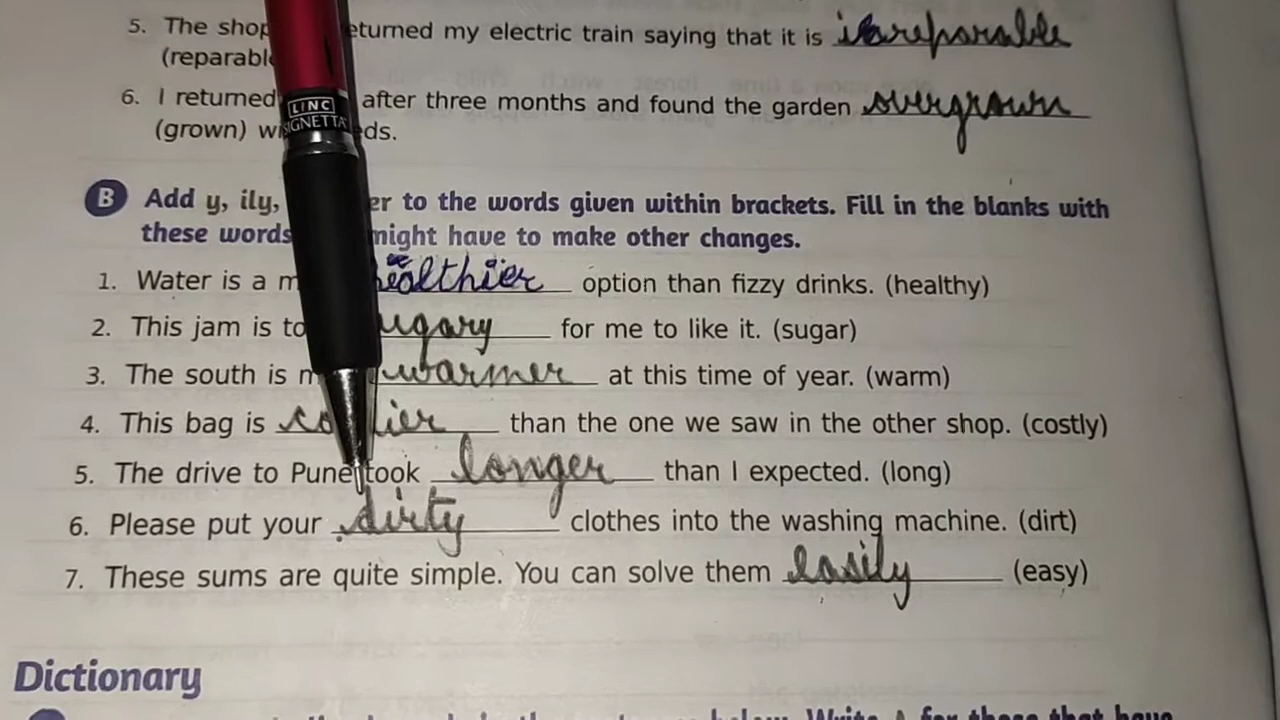 5. The shop eturned my electric train saying that it is irreparable
(reparable
6. I returned after three months and found the garden overgrown
(grown) wi eds.
LINC
SIGNETTA
B Add y, ily, er to the words given within brackets. Fill in the blanks with
these words might have to make other changes.
1. Water is a m healthier option than fizzy drinks. (healthy)
2. This jam is to ugary for me to like it. (sugar)
3. The south is m warmer at this time of year. (warm)
4. This bag is co lier than the one we saw in the other shop. (costly)
5. The drive to Pune took longer than I expected. (long)
6. Please put your dirty clothes into the washing machine. (dirt)
7. These sums are quite simple. You can solve them easily (easy)
Dictionary